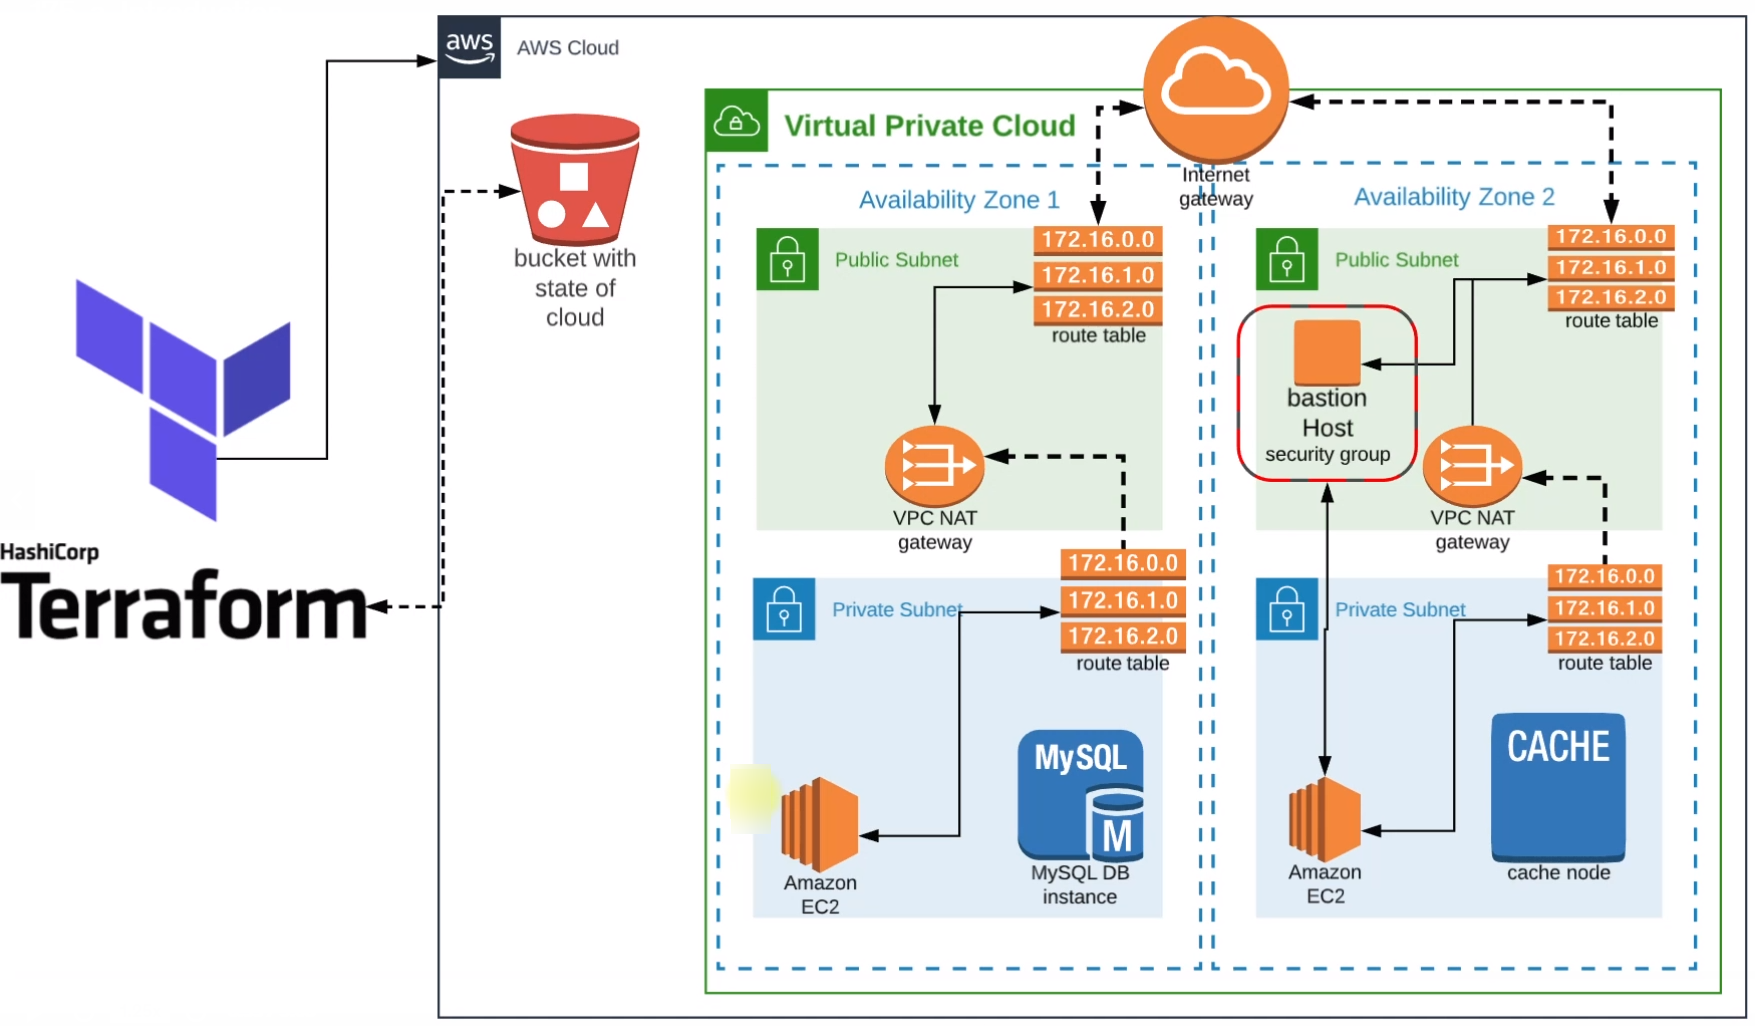 aws
AWS Cloud
bucket with
state of
cloud
HashiCorp
Terraform
Virtual Private Cloud
Internet
gateway
Availability Zone 1
Public Subnet
172.16.0.0
172.16.1.0
172.16.2.0
route table
VPC NAT
gateway
Private Subnet
172.16.0.0
172.16.1.0
172.16.2.0
route table
Amazon
EC2
MySQL
M
MySQL DB
instance
Availability Zone 2
Public Subnet
172.16.0.0
172.16.1.0
172.16.2.0
route table
bastion
Host
security group
VPC NAT
gateway
Private Subnet
172.16.0.0
172.16.1.0
172.16.2.0
route table
Amazon
EC2
CACHE
cache node